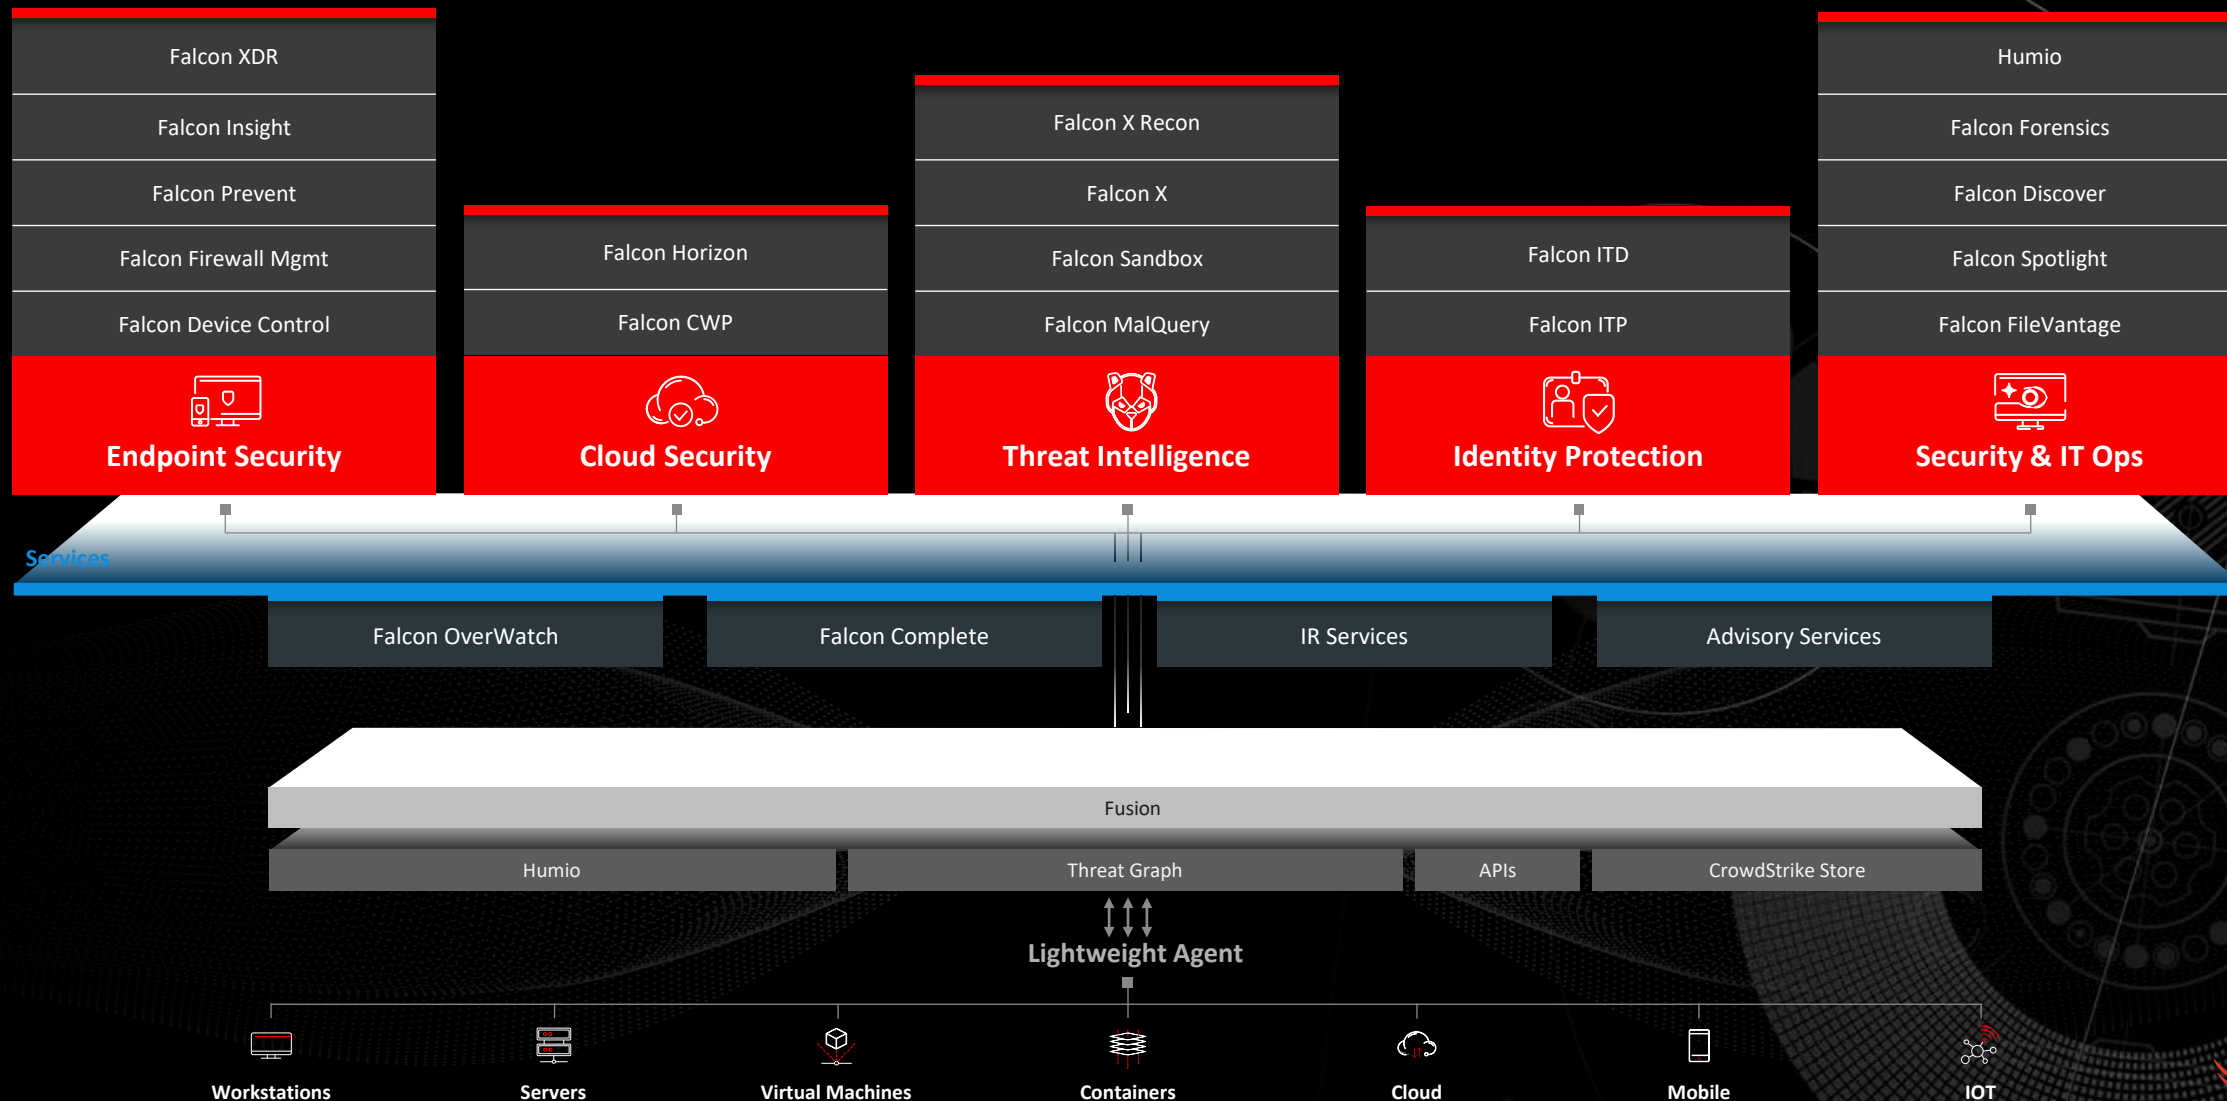 Falcon XDR
Falcon Insight
Falcon Prevent
Falcon Firewall Mgmt
Falcon Device Control
Endpoint Security
Falcon Horizon
Falcon CWP
Cloud Security
Falcon X Recon
Falcon X
Falcon Sandbox
Falcon MalQuery
Threat Intelligence
Falcon ITD
Falcon ITP
Identity Protection
Humio
Falcon Forensics
Falcon Discover
Falcon Spotlight
Falcon FileVantage
Security & IT Ops
Services
Falcon OverWatch
Falcon Complete
IR Services
Advisory Services
Fusion
Humio
Threat Graph
APIs
CrowdStrike Store
Lightweight Agent
Workstations
Servers
Virtual Machines
Containers
Cloud
Mobile
IOT